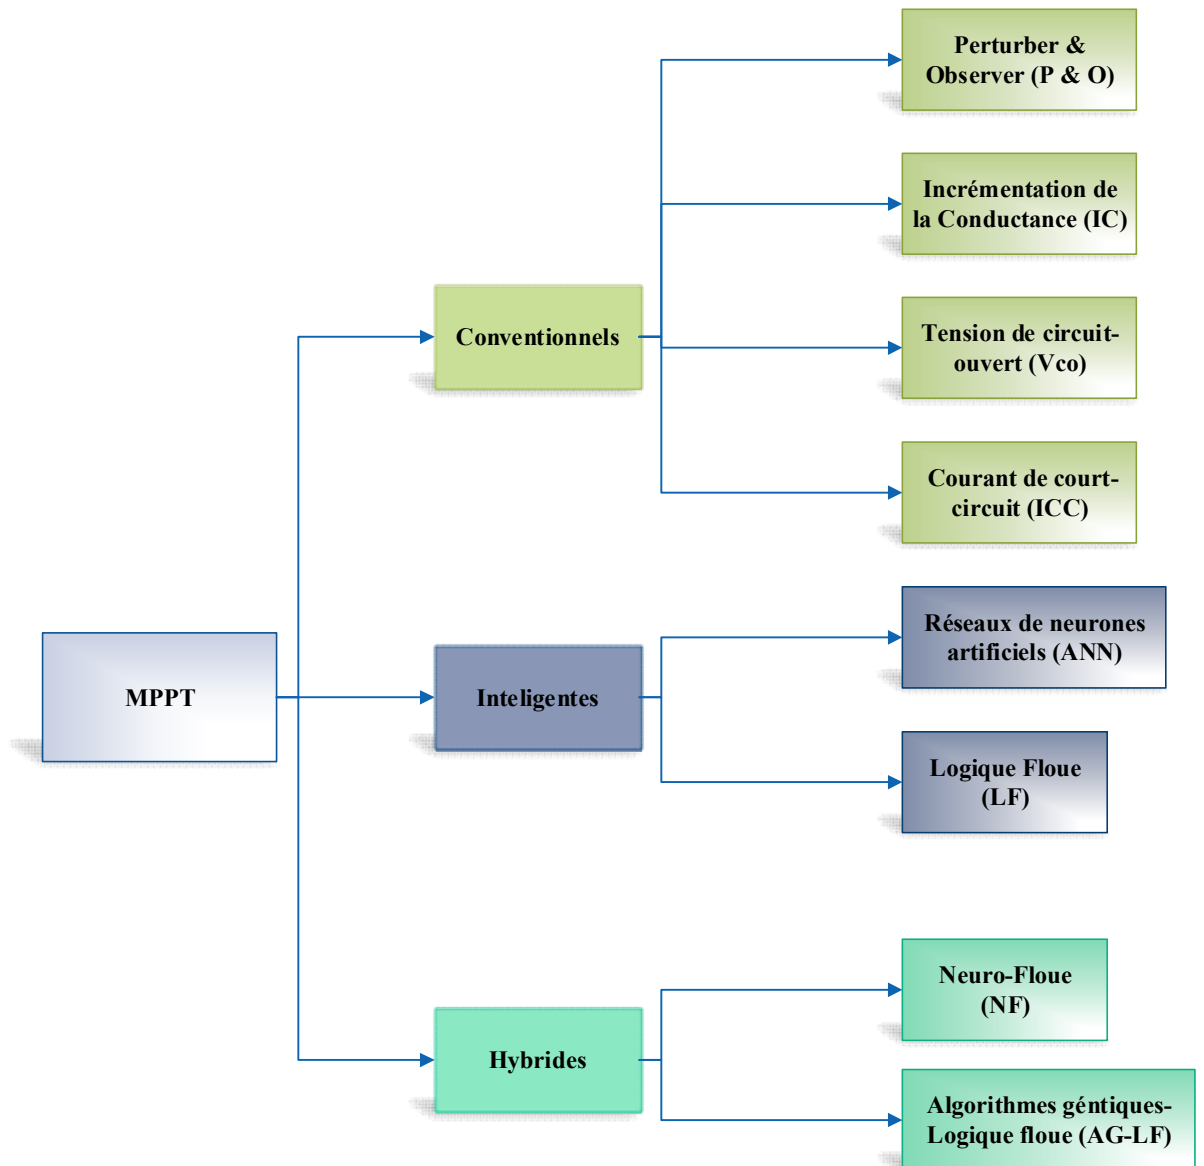 Perturber &
Observer (P & O)
Incrémentation de
la Conductance (IC)
Conventionnels
Tension de circuit-
ouvert (Vco)
Courant de court-
circuit (ICC)
MPPT
Inteligentes
Réseaux de neurones
artificiels (ANN)
Logique Floue
(LF)
Hybrides
Neuro-Floue
(NF)
Algorithmes géntiques-
Logique floue (AG-LF)